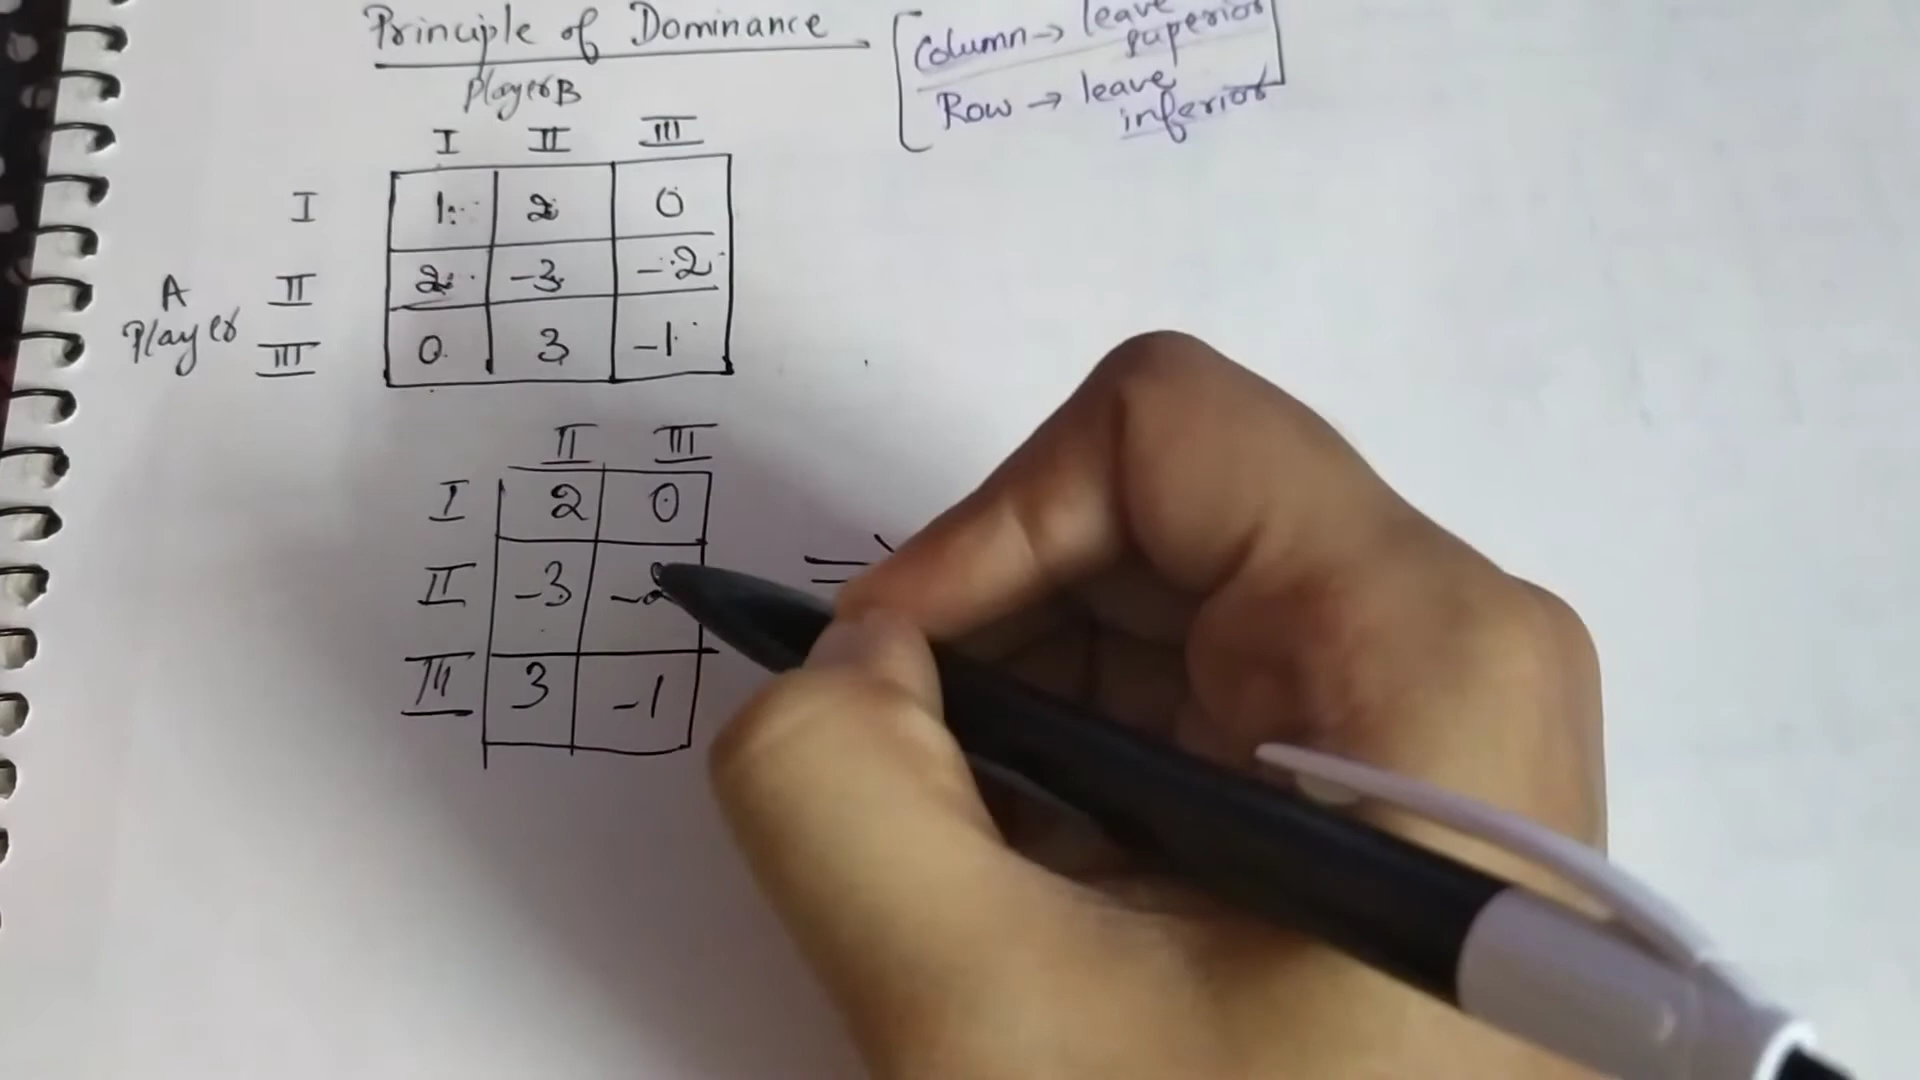 Principle of Dominance
Column → leave superior
Row → leave inferior
Player B
I II III
I 1 2 0
II 2 -3 -2
A Player
III 0 3 -1
II III
I 2 0
II -3 -2
III 3 -1